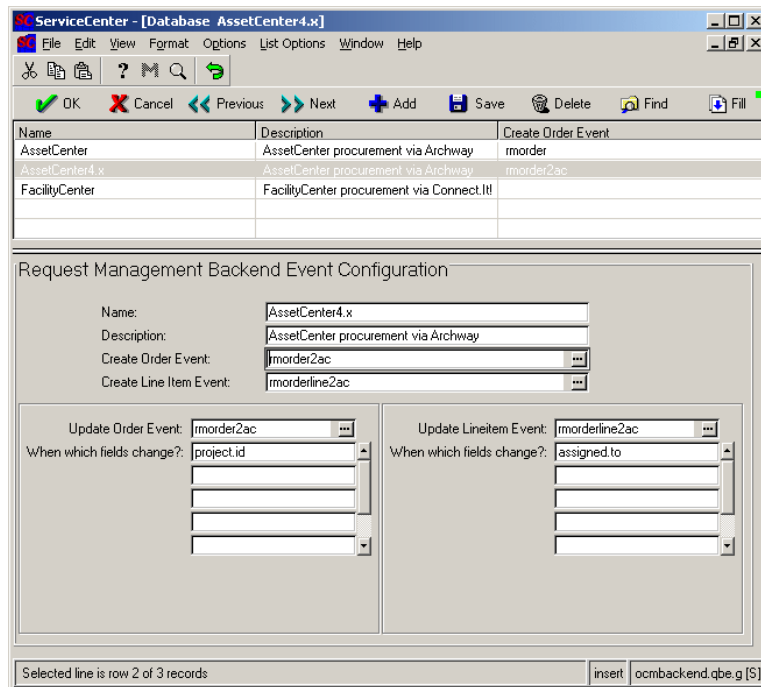 SC ServiceCenter - [Database AssetCenter4.x]
SC File Edit View Format Options List Options Window Help
? M
OK Cancel Previous Next Add Save Delete Find Fill
Name Description Create Order Event
AssetCenter AssetCenter procurement via Archway rmorder
AssetCenter4.x AssetCenter procurement via Archway rmorder2ac
FacilityCenter FacilityCenter procurement via Connect.It!
Request Management Backend Event Configuration
Name: AssetCenter4.x
Description: AssetCenter procurement via Archway
Create Order Event: rmorder2ac ...
Create Line Item Event: rmorderline2ac ...
Update Order Event: rmorder2ac ...
When which fields change?: project.id
Update Lineitem Event: rmorderline2ac ...
When which fields change?: assigned.to
Selected line is row 2 of 3 records insert ocmbackend.qbe.g [S]